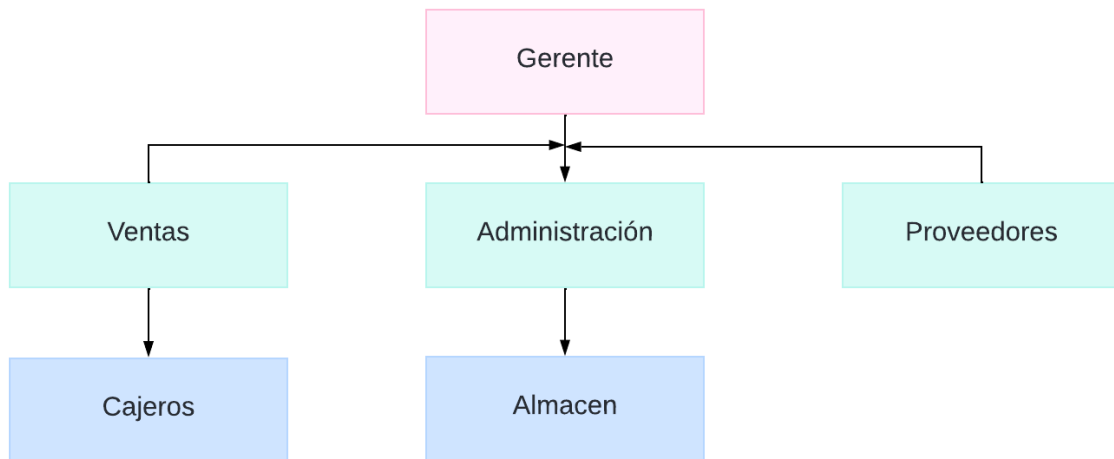 Gerente
Ventas
Administración
Proveedores
Cajeros
Almacen